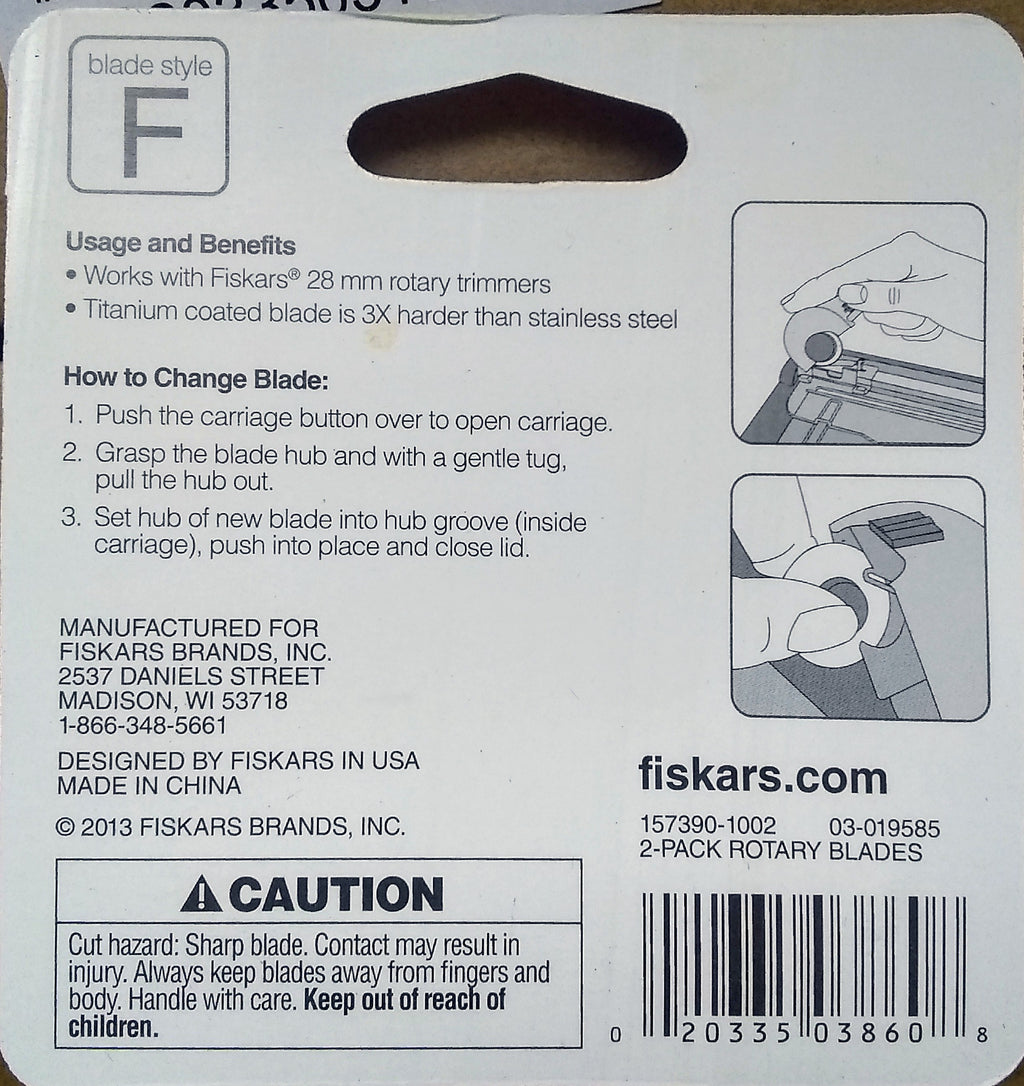 blade style
F
Usage and Benefits
• Works with Fiskars® 28 mm rotary trimmers
• Titanium coated blade is 3X harder than stainless steel
How to Change Blade:
1. Push the carriage button over to open carriage.
2. Grasp the blade hub and with a gentle tug,
pull the hub out.
3. Set hub of new blade into hub groove (inside
carriage), push into place and close lid.
MANUFACTURED FOR
FISKARS BRANDS, INC.
2537 DANIELS STREET
MADISON, WI 53718
1-866-348-5661
DESIGNED BY FISKARS IN USA
MADE IN CHINA
© 2013 FISKARS BRANDS, INC.
fiskars.com
157390-1002 03-019585
2-PACK ROTARY BLADES
⚠CAUTION
Cut hazard: Sharp blade. Contact may result in
injury. Always keep blades away from fingers and
body. Handle with care. Keep out of reach of
children.
0 20335 03860 8